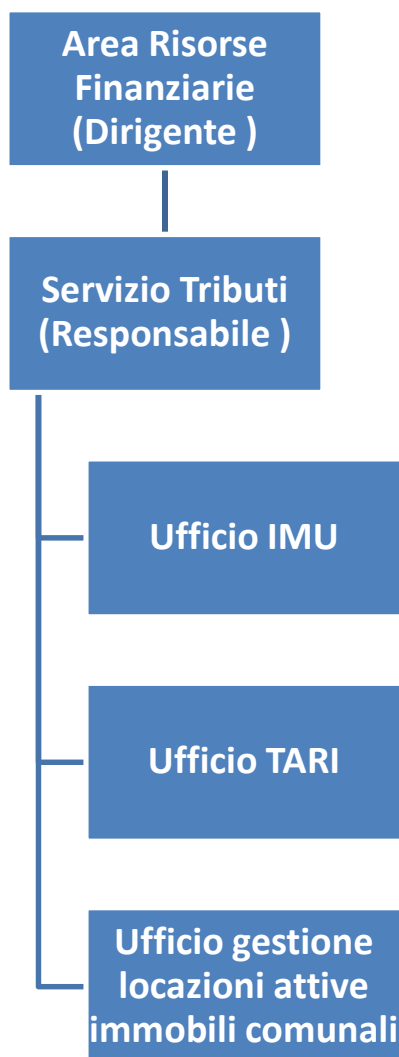 Area Risorse
Finanziarie
(Dirigente )
Servizio Tributi
(Responsabile )
Ufficio IMU
Ufficio TARI
Ufficio gestione
locazioni attive
immobili comunali